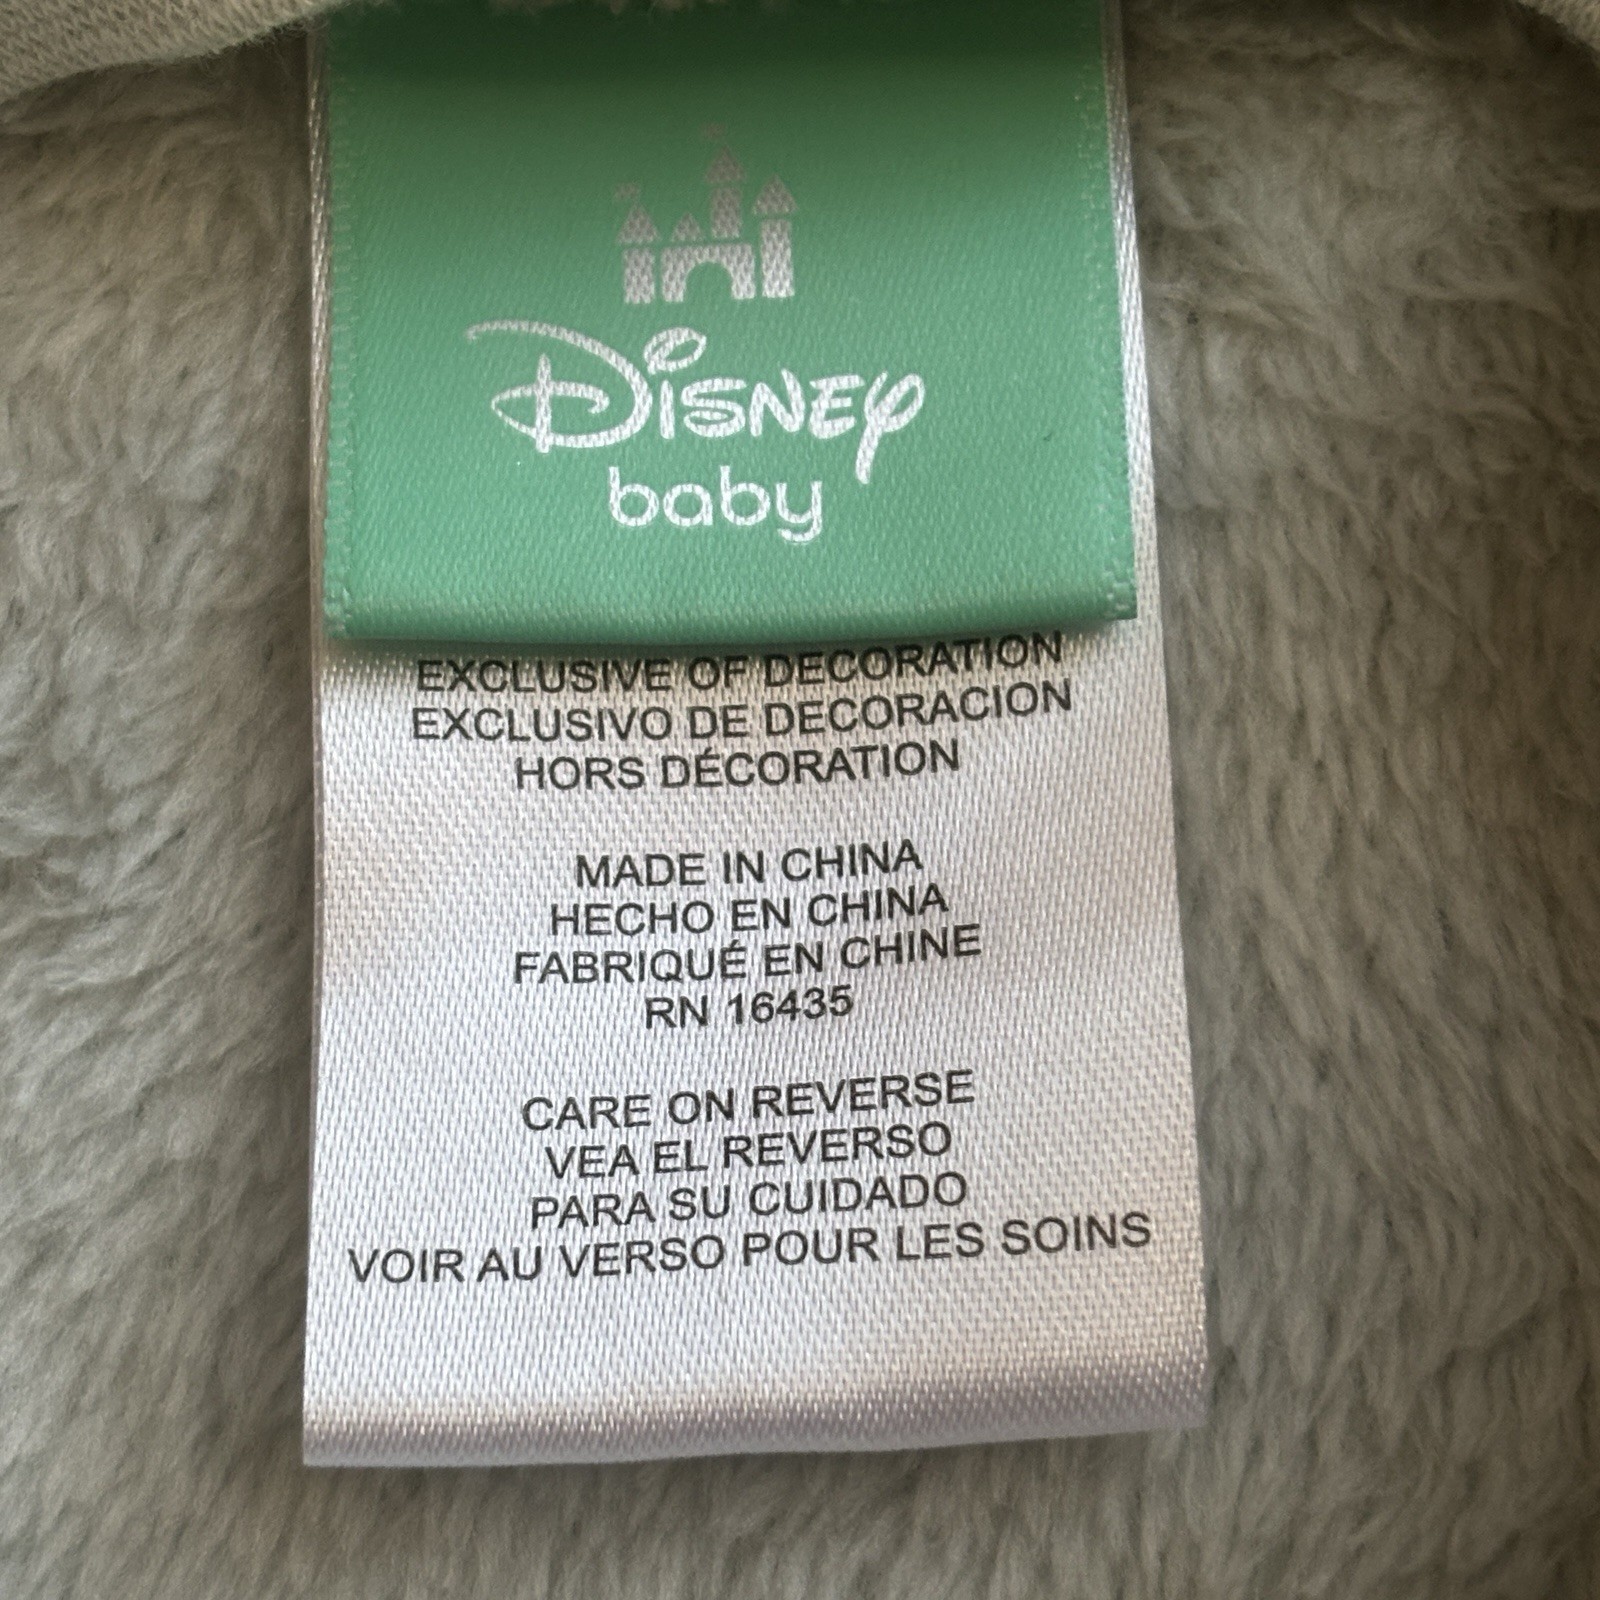 Disney
baby
EXCLUSIVE OF DECORATION
EXCLUSIVO DE DECORACION
HORS DÉCORATION
MADE IN CHINA
HECHO EN CHINA
FABRIQUÉ EN CHINE
RN 16435
CARE ON REVERSE
VEA EL REVERSO
PARA SU CUIDADO
VOIR AU VERSO POUR LES SOINS